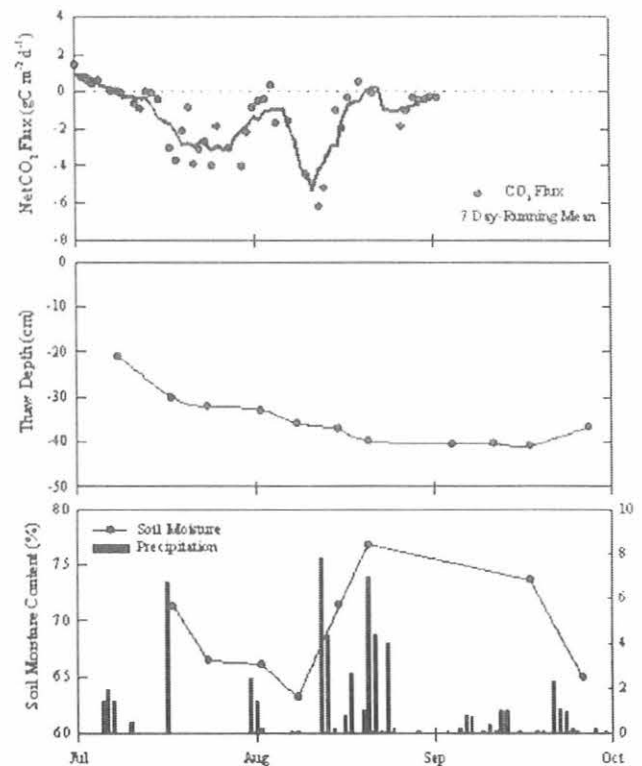 4
2
0
-2
-4
-6
-8
Net CO₂ Flux (gC m⁻² d⁻¹)
CO₂ Flux
7 Day-Running Mean
0
-10
-20
-30
-40
-50
Thaw Depth (cm)
80
75
70
65
60
Soil Moisture Content (%)
Soil Moisture
Precipitation
10
8
6
4
2
0
Jul
Aug
Sep
Oct